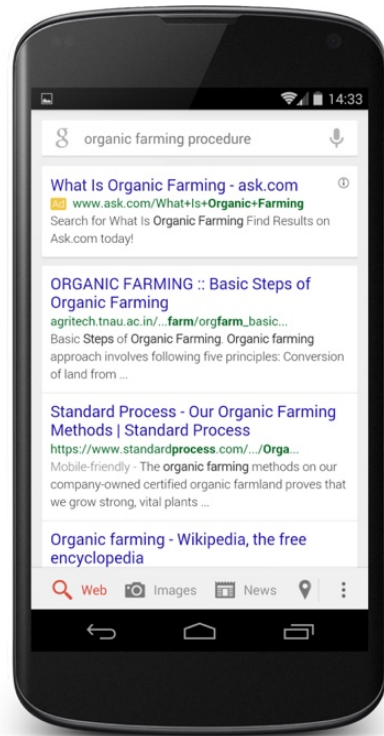 14:33
g organic farming procedure
What Is Organic Farming - ask.com
Ad www.ask.com/What+Is+Organic+Farming
Search for What Is Organic Farming Find Results on
Ask.com today!
ORGANIC FARMING :: Basic Steps of
Organic Farming
agritech.tnau.ac.in/...farm/orgfarm_basic...
Basic Steps of Organic Farming. Organic farming
approach involves following five principles: Conversion
of land from ...
Standard Process - Our Organic Farming
Methods | Standard Process
https://www.standardprocess.com/.../Orga...
Mobile-friendly - The organic farming methods on our
company-owned certified organic farmland proves that
we grow strong, vital plants ...
Organic farming - Wikipedia, the free
encyclopedia
Web Images News